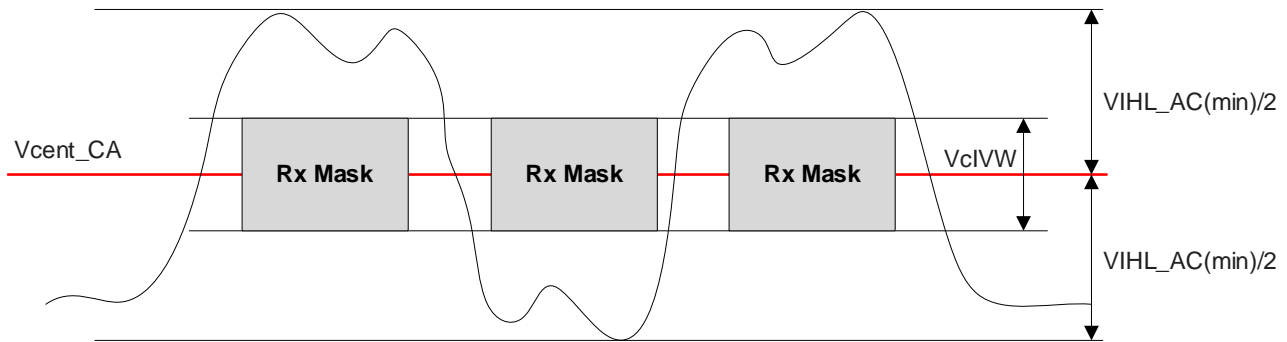 VIHL_AC(min)/2
Vcent_CA
Rx Mask
Rx Mask
Rx Mask
VcIVW
VIHL_AC(min)/2